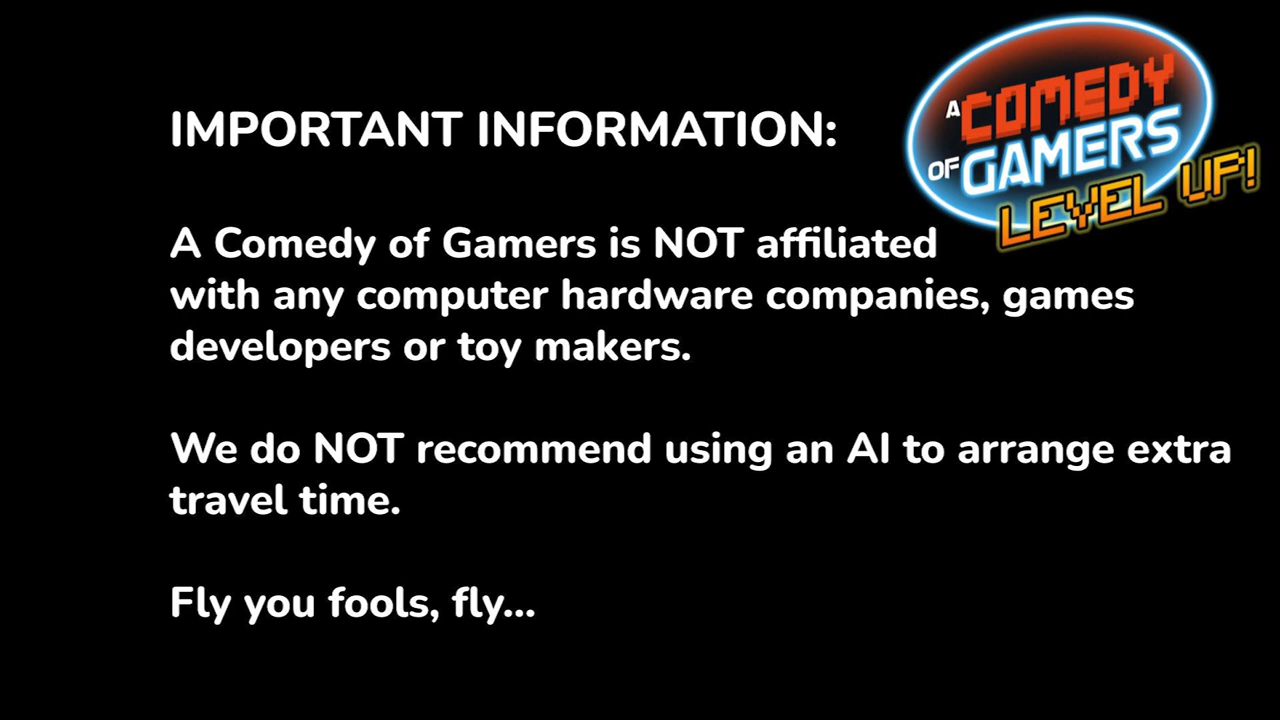 A COMEDY
OF GAMERS
LEVEL UP!
IMPORTANT INFORMATION:
A Comedy of Gamers is NOT affiliated
with any computer hardware companies, games
developers or toy makers.
We do NOT recommend using an AI to arrange extra
travel time.
Fly you fools, fly...